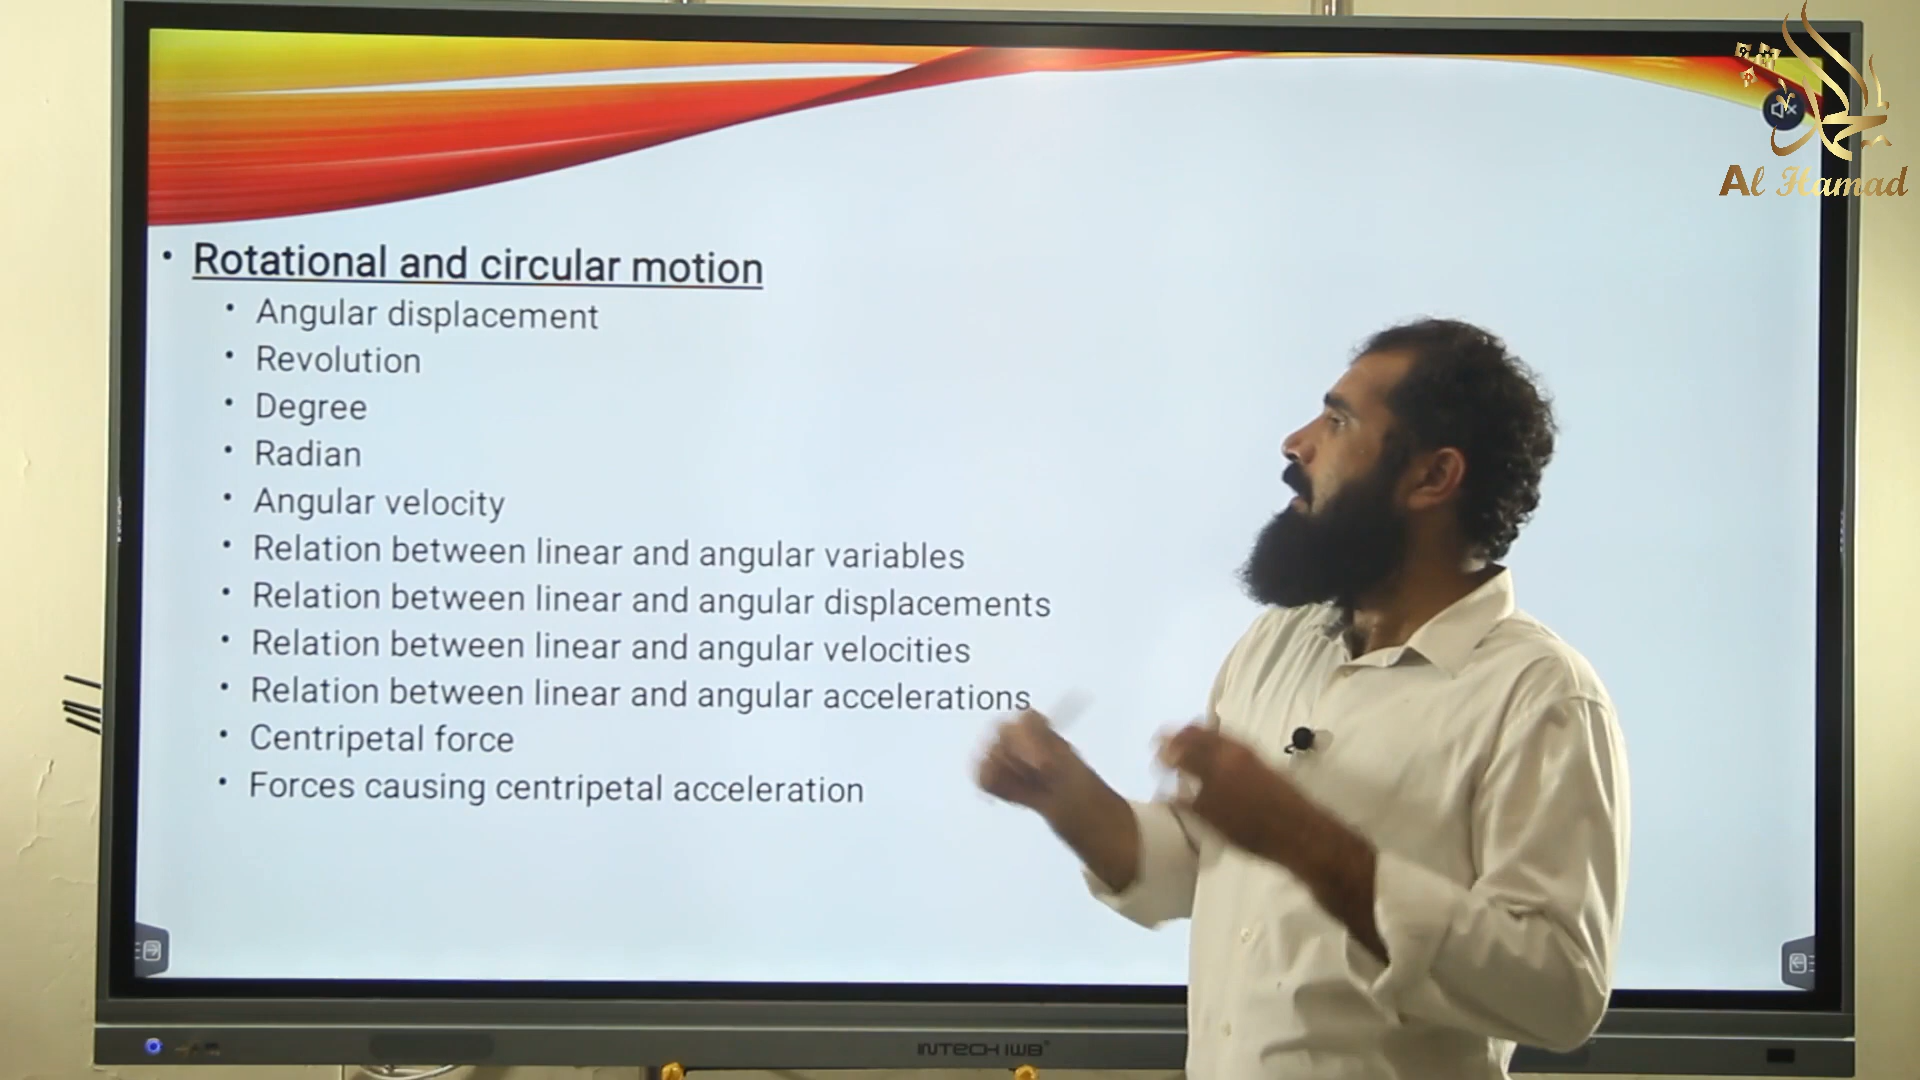 Al Hamad
• Rotational and circular motion
• Angular displacement
• Revolution
• Degree
• Radian
• Angular velocity
• Relation between linear and angular variables
• Relation between linear and angular displacements
• Relation between linear and angular velocities
• Relation between linear and angular accelerations
• Centripetal force
• Forces causing centripetal acceleration
INTECH IWB